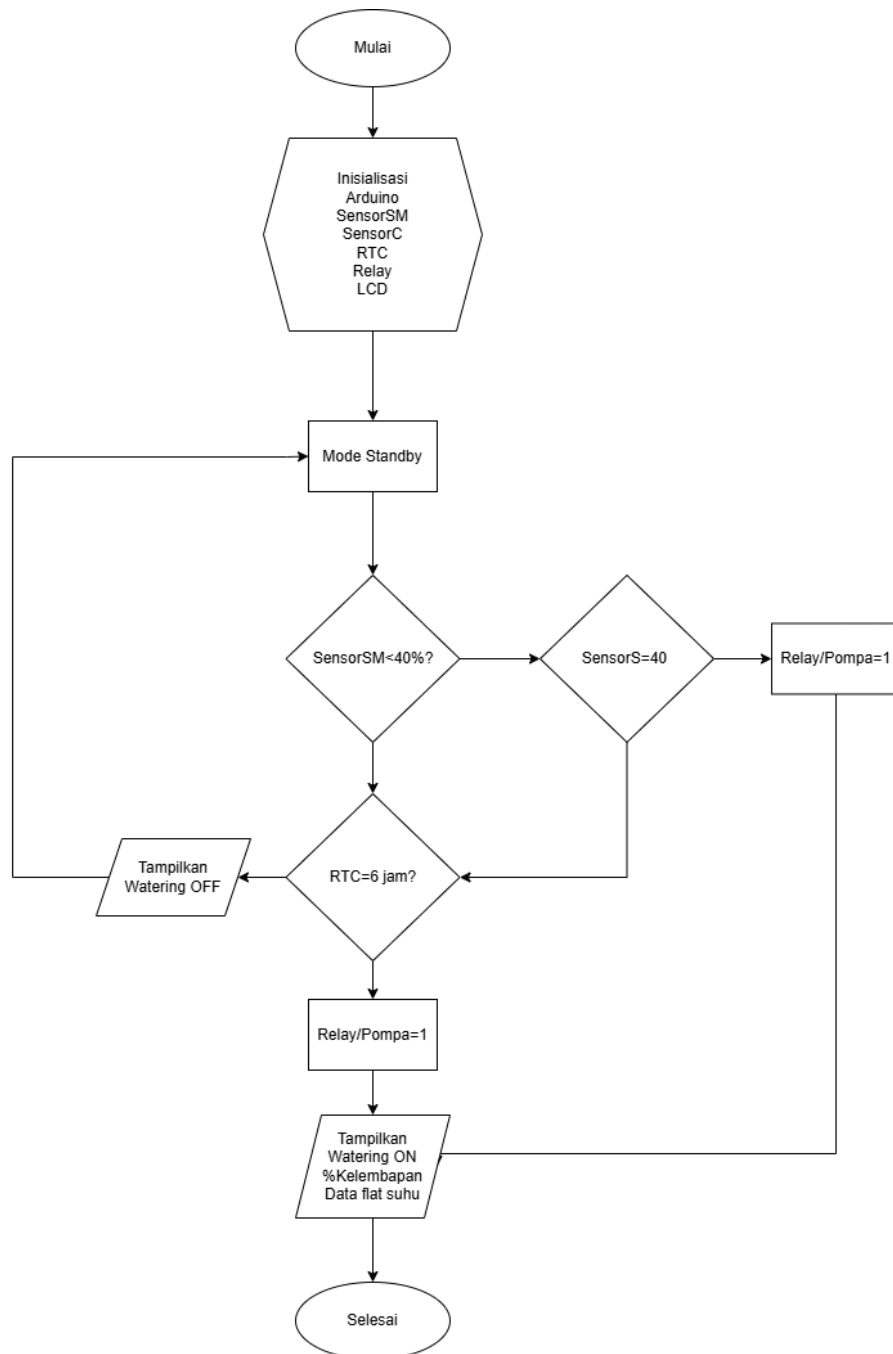 Mulai
Inisialisasi
Arduino
SensorSM
SensorC
RTC
Relay
LCD
Mode Standby
SensorSM<40%?
SensorS=40
Relay/Pompa=1
RTC=6 jam?
Tampilkan
Watering OFF
Relay/Pompa=1
Tampilkan
Watering ON
%Kelembapan
Data flat suhu
Selesai